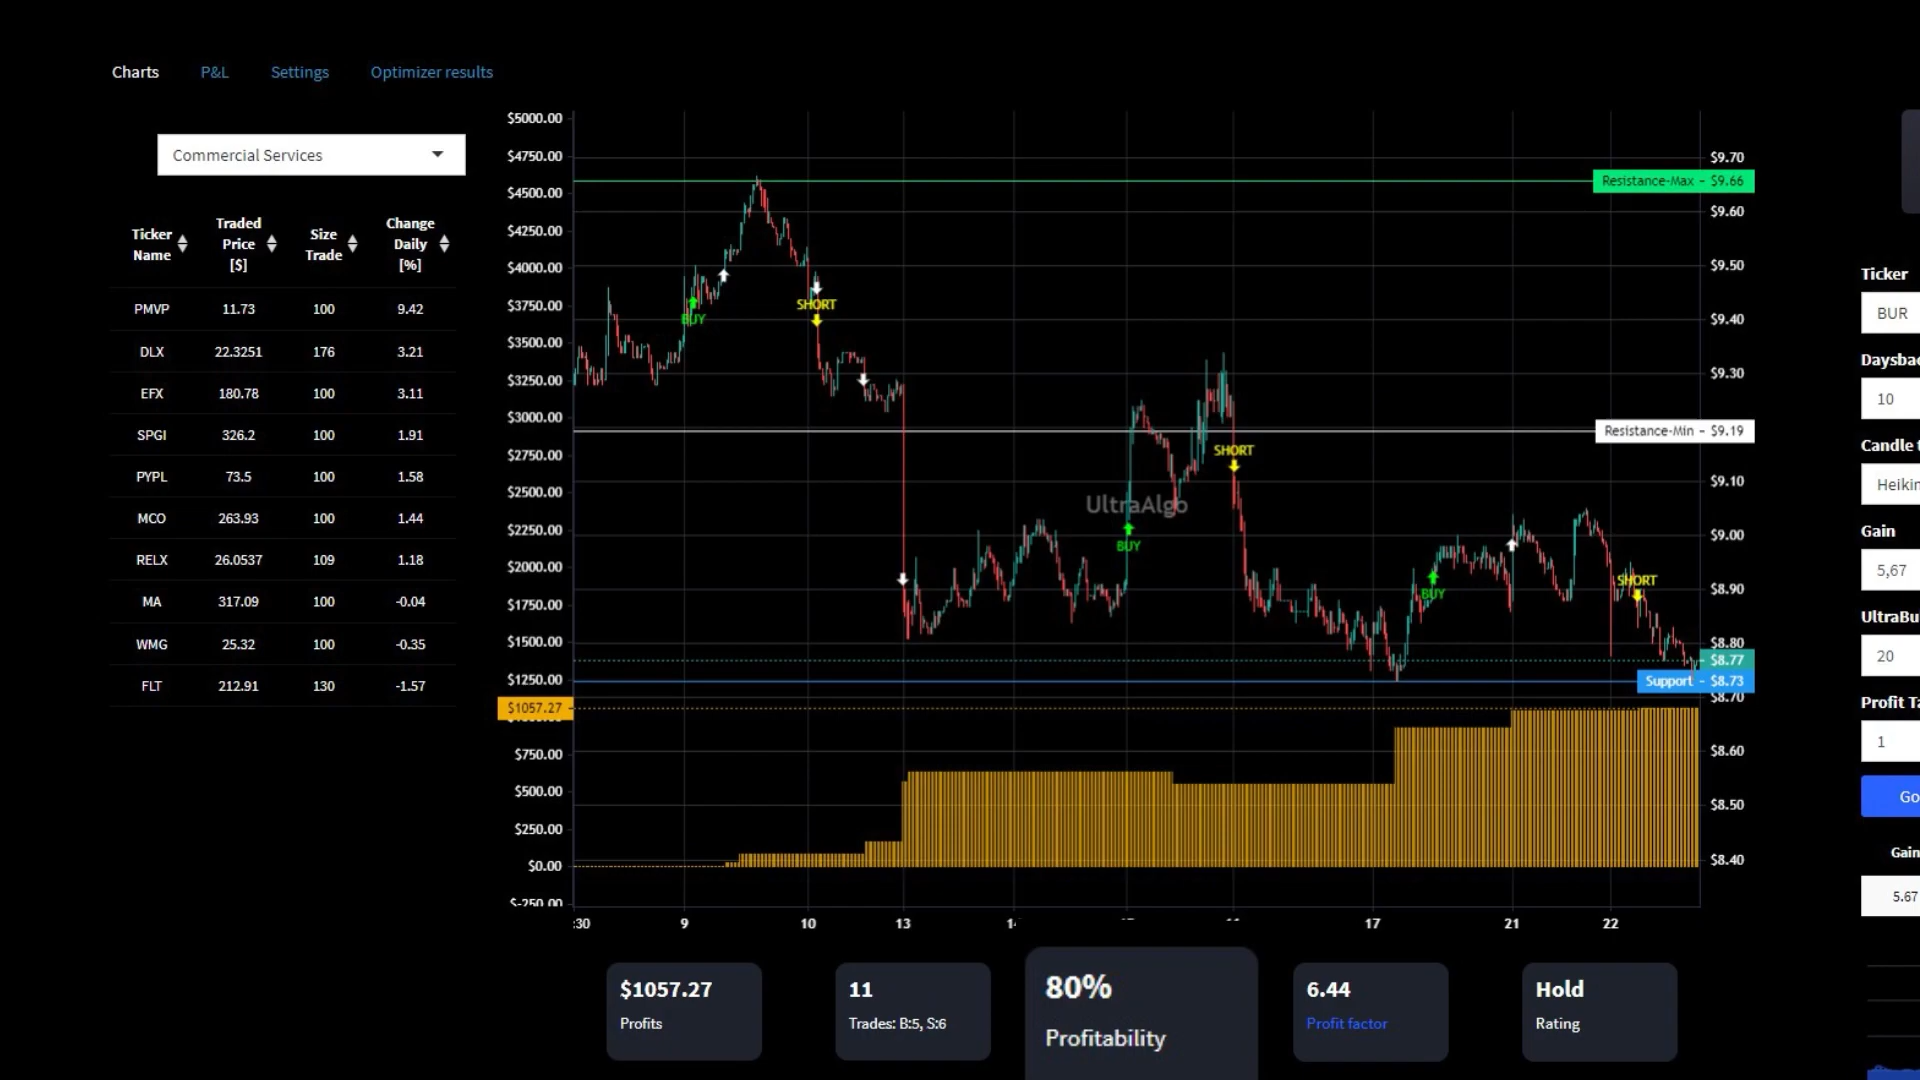 Charts P&L Settings Optimizer results
Commercial Services
Ticker Name Traded Price [$] Size Trade Change Daily [%]
PMVP 11.73 100 9.42
DLX 22.3251 176 3.21
EFX 180.78 100 3.11
SPGI 326.2 100 1.91
PYPL 73.5 100 1.58
MCO 263.93 100 1.44
RELX 26.0537 109 1.18
MA 317.09 100 -0.04
WMG 25.32 100 -0.35
FLT 212.91 130 -1.57
$5000.00
$4750.00
$4500.00
$4250.00
$4000.00
$3750.00
$3500.00
$3250.00
$3000.00
$2750.00
$2500.00
$2250.00
$2000.00
$1750.00
$1500.00
$1250.00
$1057.27
$750.00
$500.00
$250.00
$0.00
$-250.00
BUY
SHORT
UltraAlgo
BUY
SHORT
BUY
SHORT
$9.70
Resistance-Max - $9.66
$9.60
$9.50
$9.40
$9.30
Resistance-Min - $9.19
$9.10
$9.00
$8.90
$8.80
$8.77
Support - $8.73
$8.70
$8.60
$8.50
$8.40
:30 9 10 13 17 21 22
$1057.27
Profits
11
Trades: B:5, S:6
80%
Profitability
6.44
Profit factor
Hold
Rating
Ticker
BUR
Daysbac
10
Candle t
Heikin
Gain
5,67
UltraBu
20
Profit Ta
1
Go
Gain
5.67